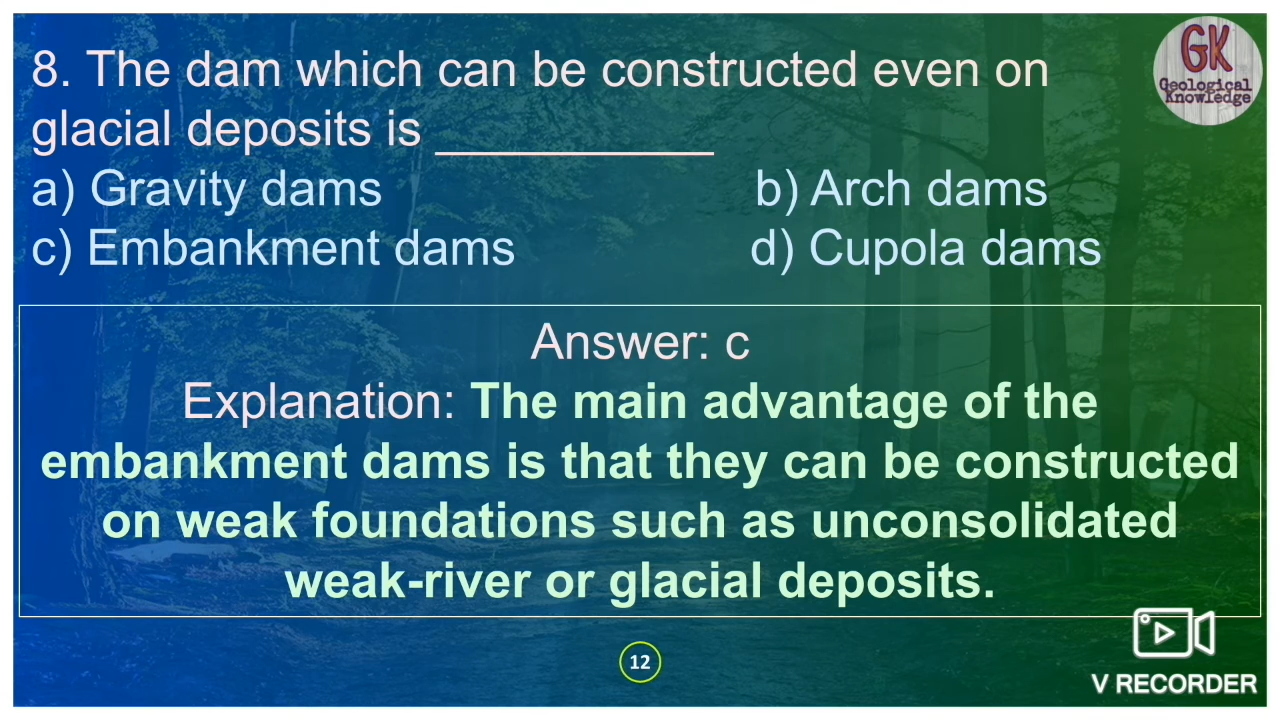 8. The dam which can be constructed even on
glacial deposits is ___________
a) Gravity dams b) Arch dams
c) Embankment dams d) Cupola dams
Answer: c
Explanation: The main advantage of the
embankment dams is that they can be constructed
on weak foundations such as unconsolidated
weak-river or glacial deposits.
12
GK
Geological
Knowledge
V RECORDER